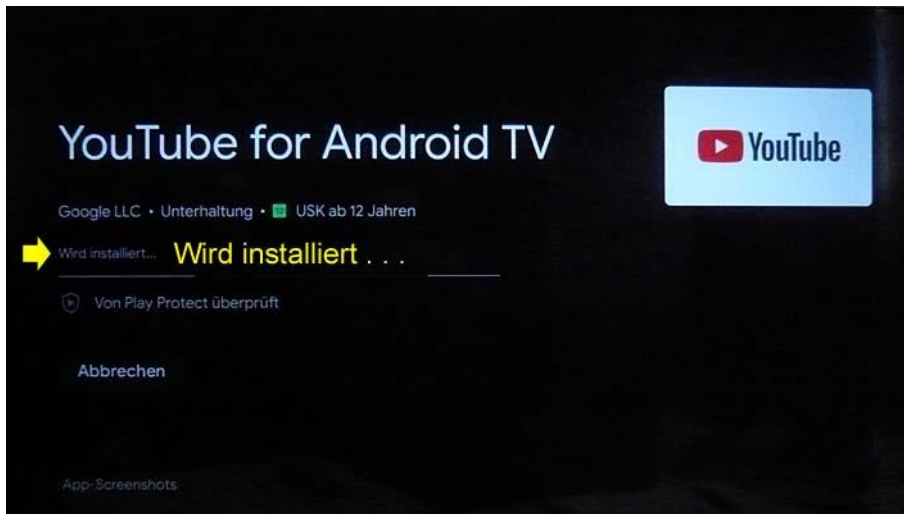 YouTube for Android TV
YouTube
Google LLC • Unterhaltung • 12 USK ab 12 Jahren
Wird installiert... Wird installiert . . .
Von Play Protect überprüft
Abbrechen
App-Screenshots